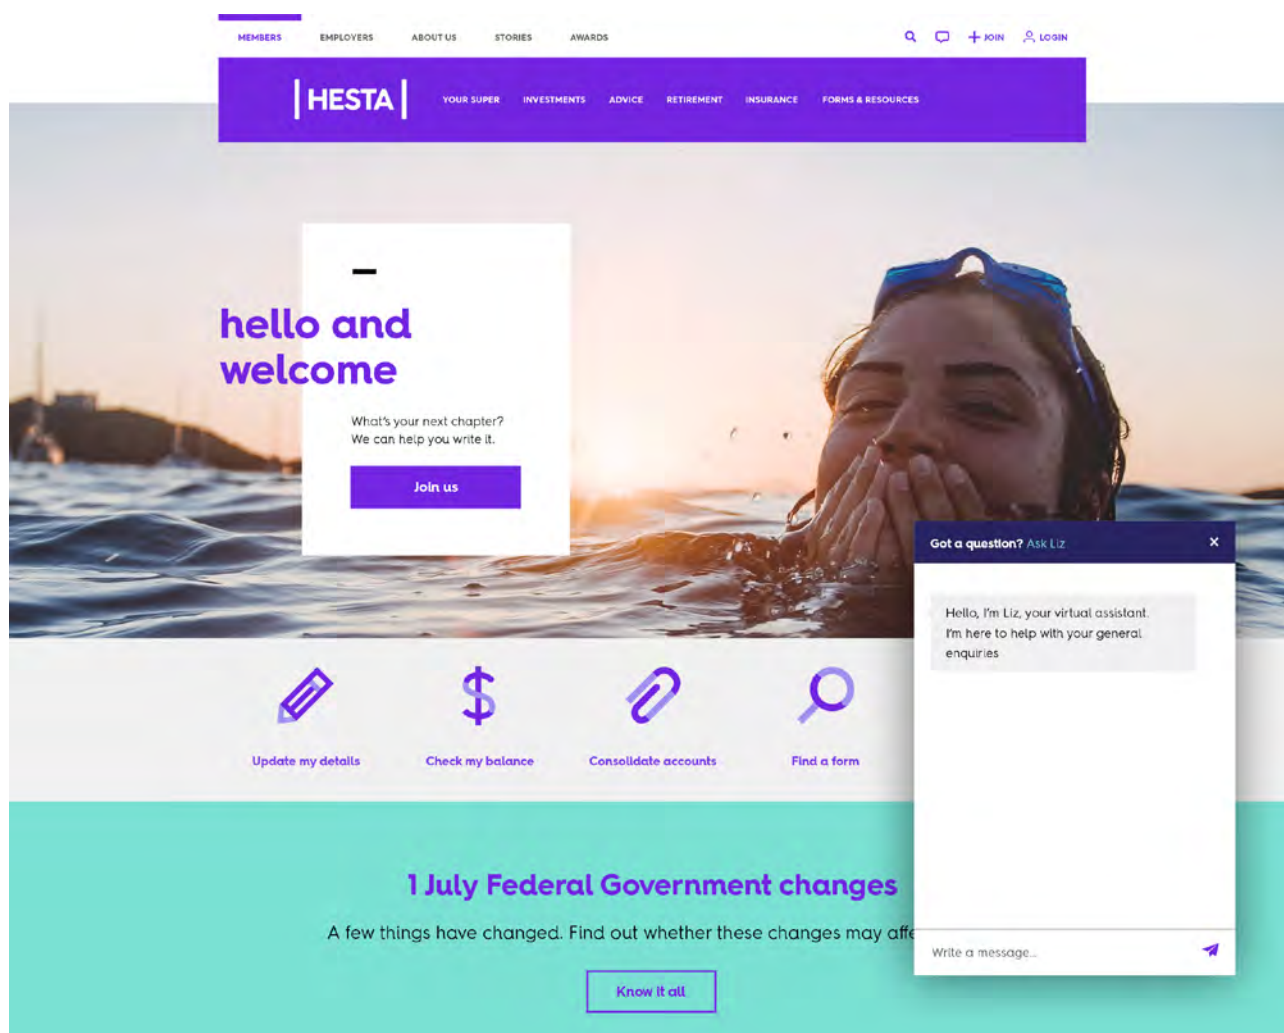 MEMBERS EMPLOYERS ABOUT US STORIES AWARDS JOIN LOGIN
HESTA YOUR SUPER INVESTMENTS ADVICE RETIREMENT INSURANCE FORMS & RESOURCES
hello and
welcome
What's your next chapter?
We can help you write it.
Join us
Got a question? Ask Liz
Hello, I'm Liz, your virtual assistant.
I'm here to help with your general
enquiries
Update my details Check my balance Consolidate accounts Find a form
1 July Federal Government changes
A few things have changed. Find out whether these changes may affe
Write a message...
Know it all